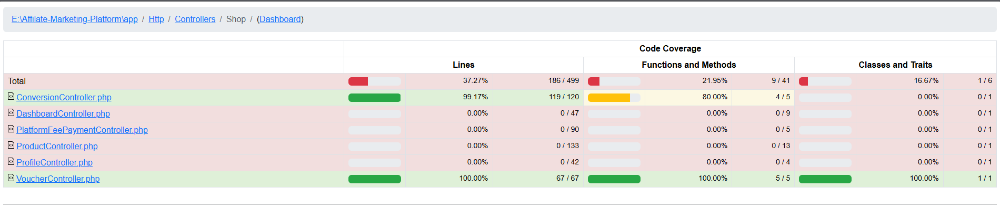 E:\Affilate-Marketing-Platform\app / Http / Controllers / Shop / (Dashboard)
Code Coverage
Lines Functions and Methods Classes and Traits
Total 37.27% 186 / 499 21.95% 9 / 41 16.67% 1 / 6
ConversionController.php 99.17% 119 / 120 80.00% 4 / 5 0.00% 0 / 1
DashboardController.php 0.00% 0 / 47 0.00% 0 / 9 0.00% 0 / 1
PlatformFeePaymentController.php 0.00% 0 / 90 0.00% 0 / 5 0.00% 0 / 1
ProductController.php 0.00% 0 / 133 0.00% 0 / 13 0.00% 0 / 1
ProfileController.php 0.00% 0 / 42 0.00% 0 / 4 0.00% 0 / 1
VoucherController.php 100.00% 67 / 67 100.00% 5 / 5 100.00% 1 / 1